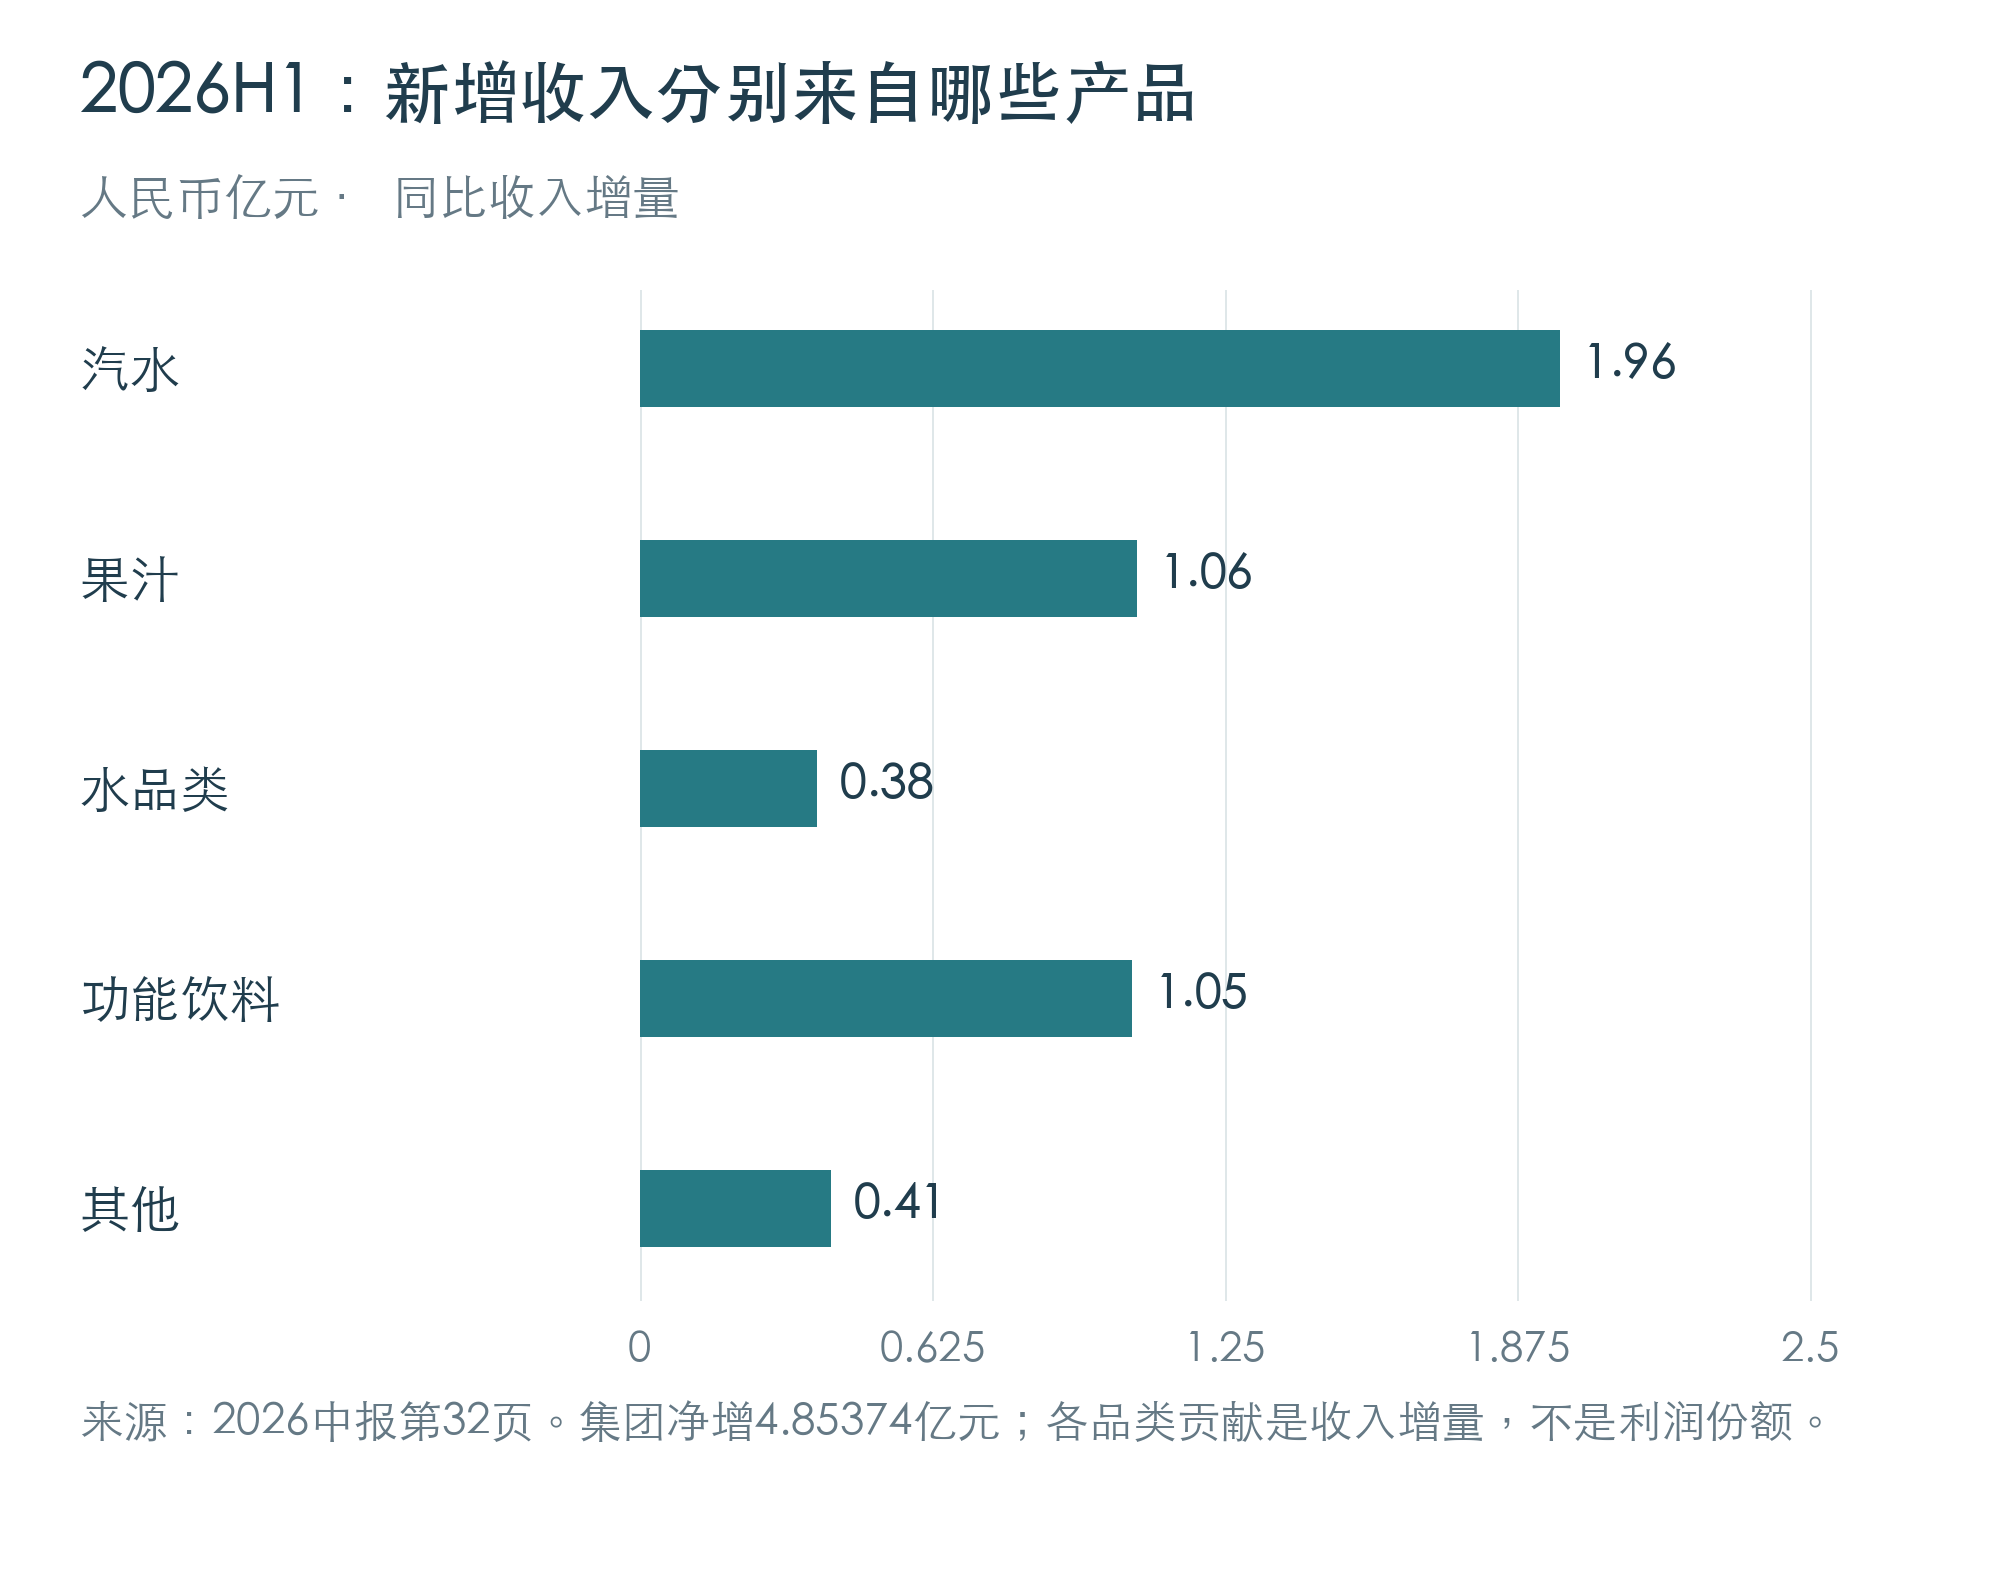 2026H1：新增收入分别来自哪些产品
人民币亿元 · 同比收入增量
汽水 1.96
果汁 1.06
水品类 0.38
功能饮料 1.05
其他 0.41
0 0.625 1.25 1.875 2.5
来源：2026中报第32页。集团净增4.85374亿元；各品类贡献是收入增量，不是利润份额。